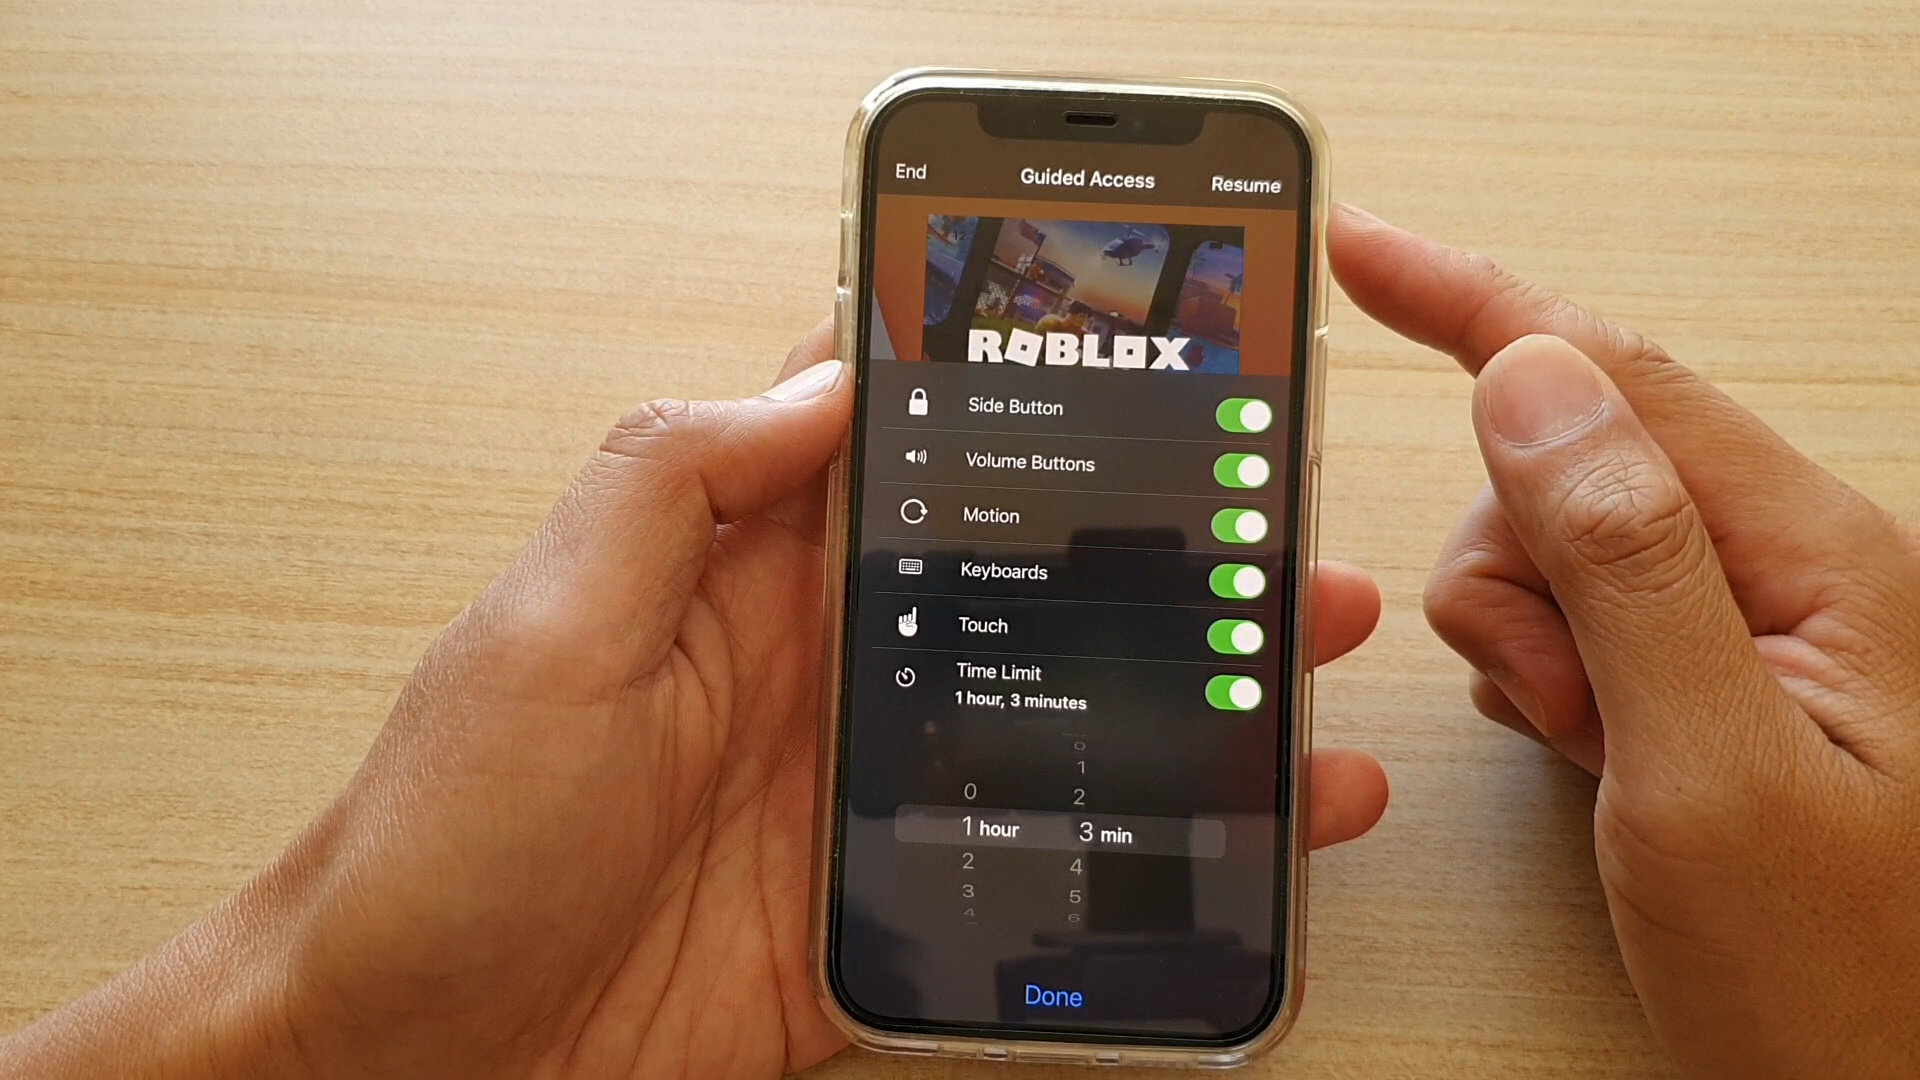 End Guided Access Resume
ROBLOX
Side Button
Volume Buttons
Motion
Keyboards
Touch
Time Limit
1 hour, 3 minutes
0
1
0 2
1 hour 3 min
2 4
3 5
4 6
Done